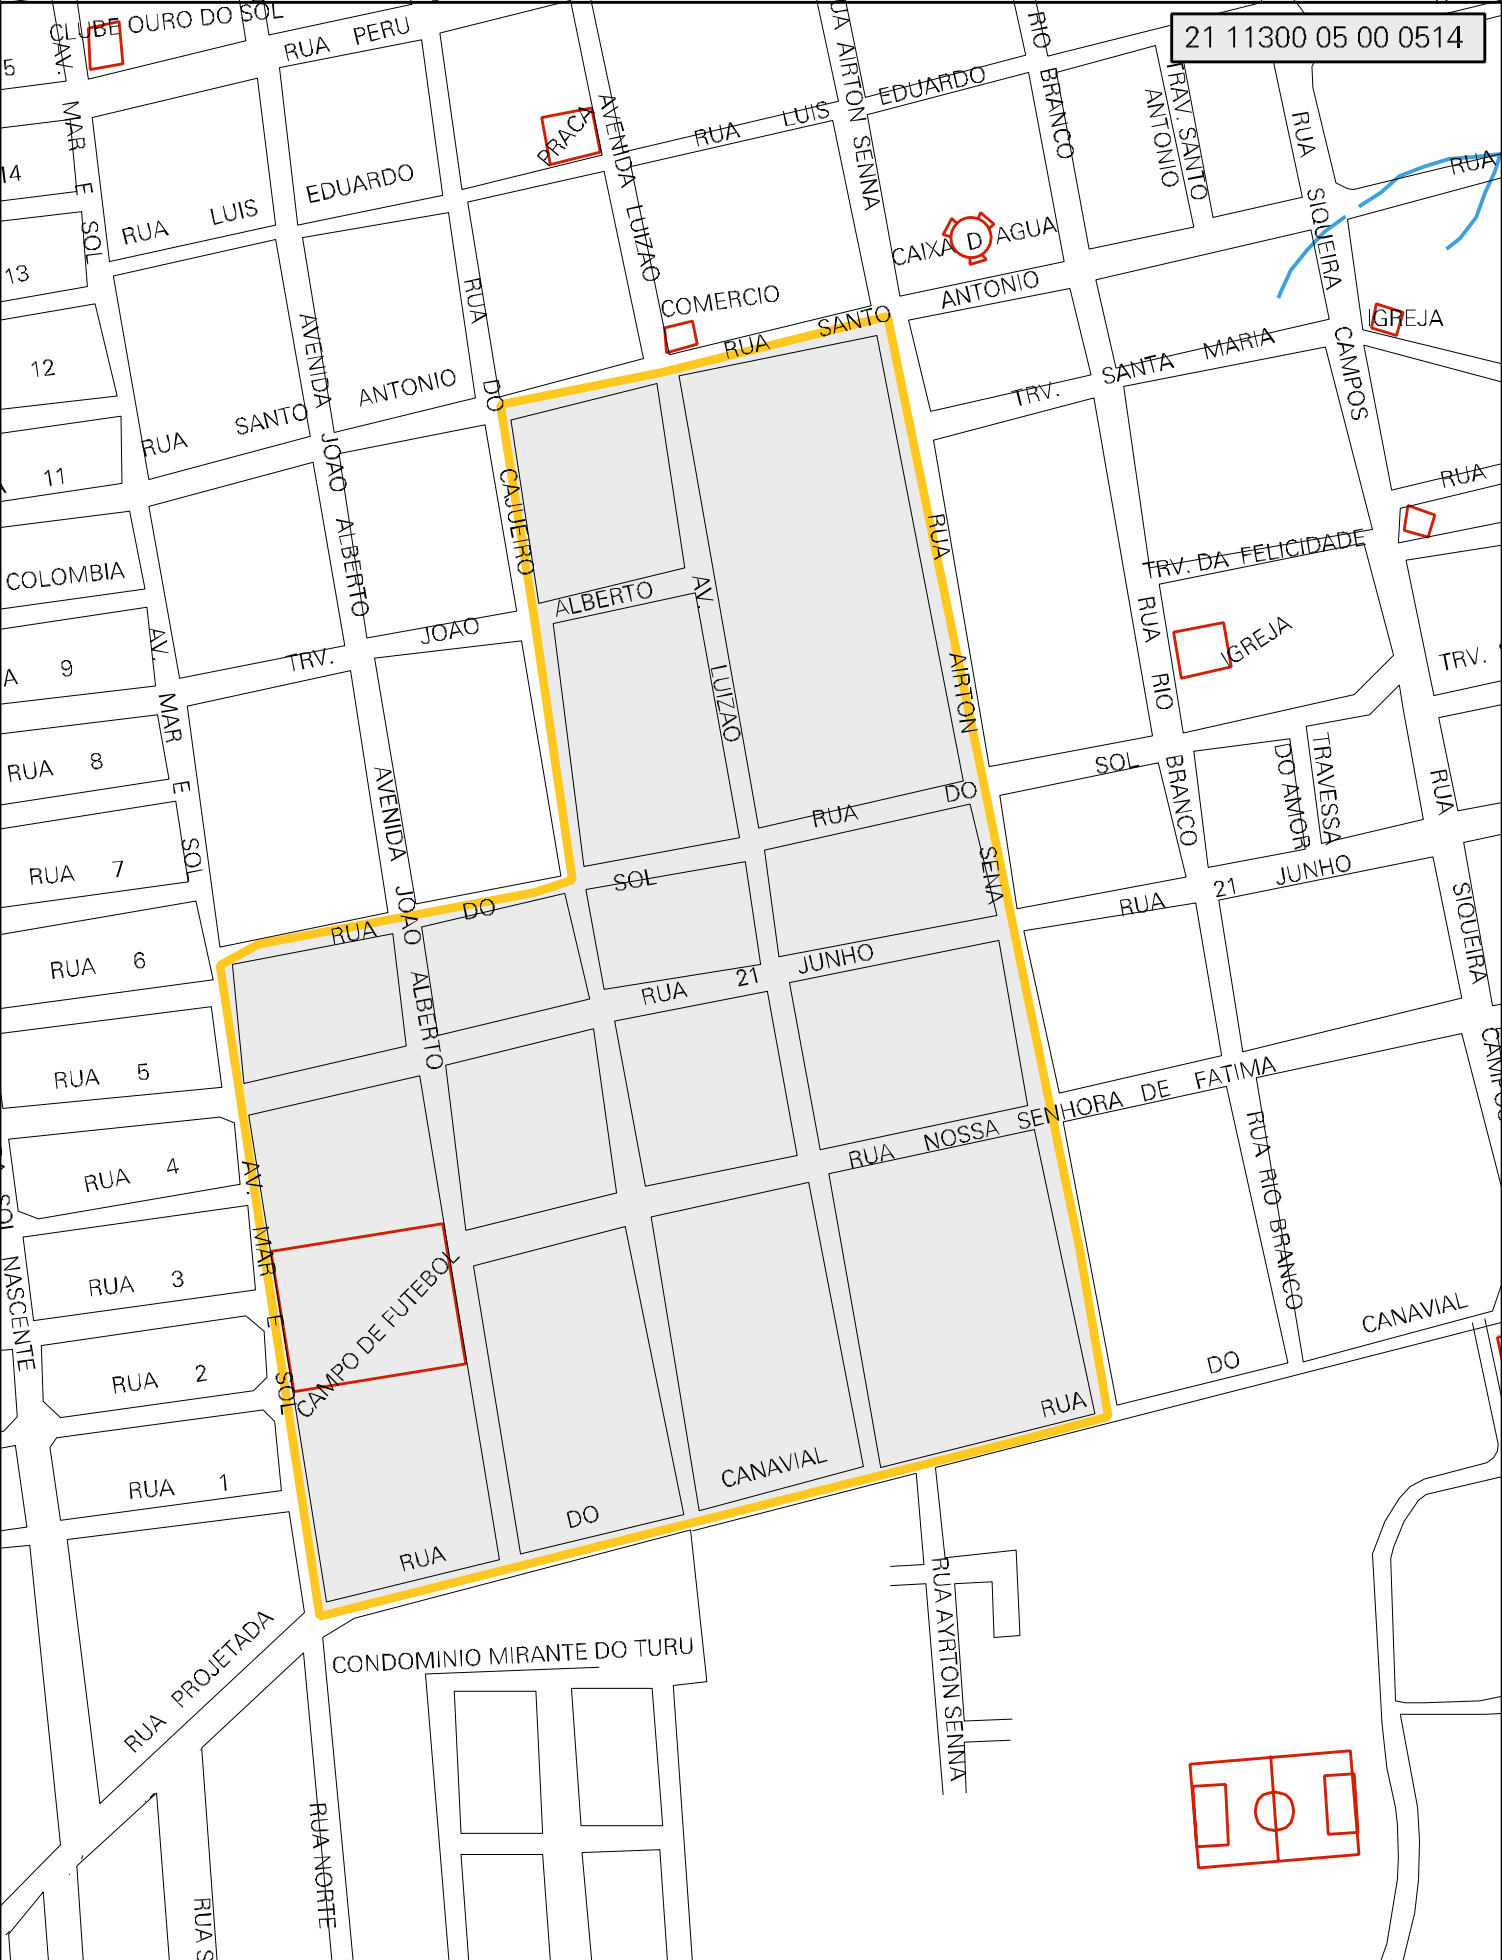 CLUBE OURO DO SOL
21 11300 05 00 0514
RUA PERU
5
AV. MAR E SOL
14
13
12
11
PRACA
AVENIDA LUIZAO
RUA LUIS EDUARDO
UA AIRTON SENNA
RIO BRANCO
TRAV. SANTO ANTONIO
RUA SIQUEIRA CAMPOS
RUA
RUA LUIS EDUARDO
CAIXA D AGUA
COMERCIO
RUA SANTO ANTONIO
IGREJA
TRV. SANTA MARIA
RUA DO CAJUEIRO
AVENIDA JOAO ALBERTO
RUA SANTO ANTONIO
RUA
TRV. DA FELICIDADE
COLOMBIA
ALBERTO
AV. LUIZAO
RUA AIRTON SENA
RUA RIO BRANCO
IGREJA
TRV.
TRV. JOAO
AV. MAR E SOL
A 9
RUA 8
RUA 7
RUA 6
RUA 5
RUA 4
RUA 3
RUA 2
RUA 1
AVENIDA JOAO ALBERTO
RUA DO SOL
RUA DO SOL
TRAVESSA DO AMOR
RUA
SIQUEIRA
CAMPOS
RUA 21 JUNHO
RUA 21 JUNHO
RUA NOSSA SENHORA DE FATIMA
RUA RIO BRANCO
AV. MAR E SOL
CAMPO DE FUTEBOL
SOL NASCENTE
RUA DO CANAVIAL
RUA DO CANAVIAL
RUA PROJETADA
CONDOMINIO MIRANTE DO TURU
RUA AYRTON SENNA
RUA NORTE
RUA S